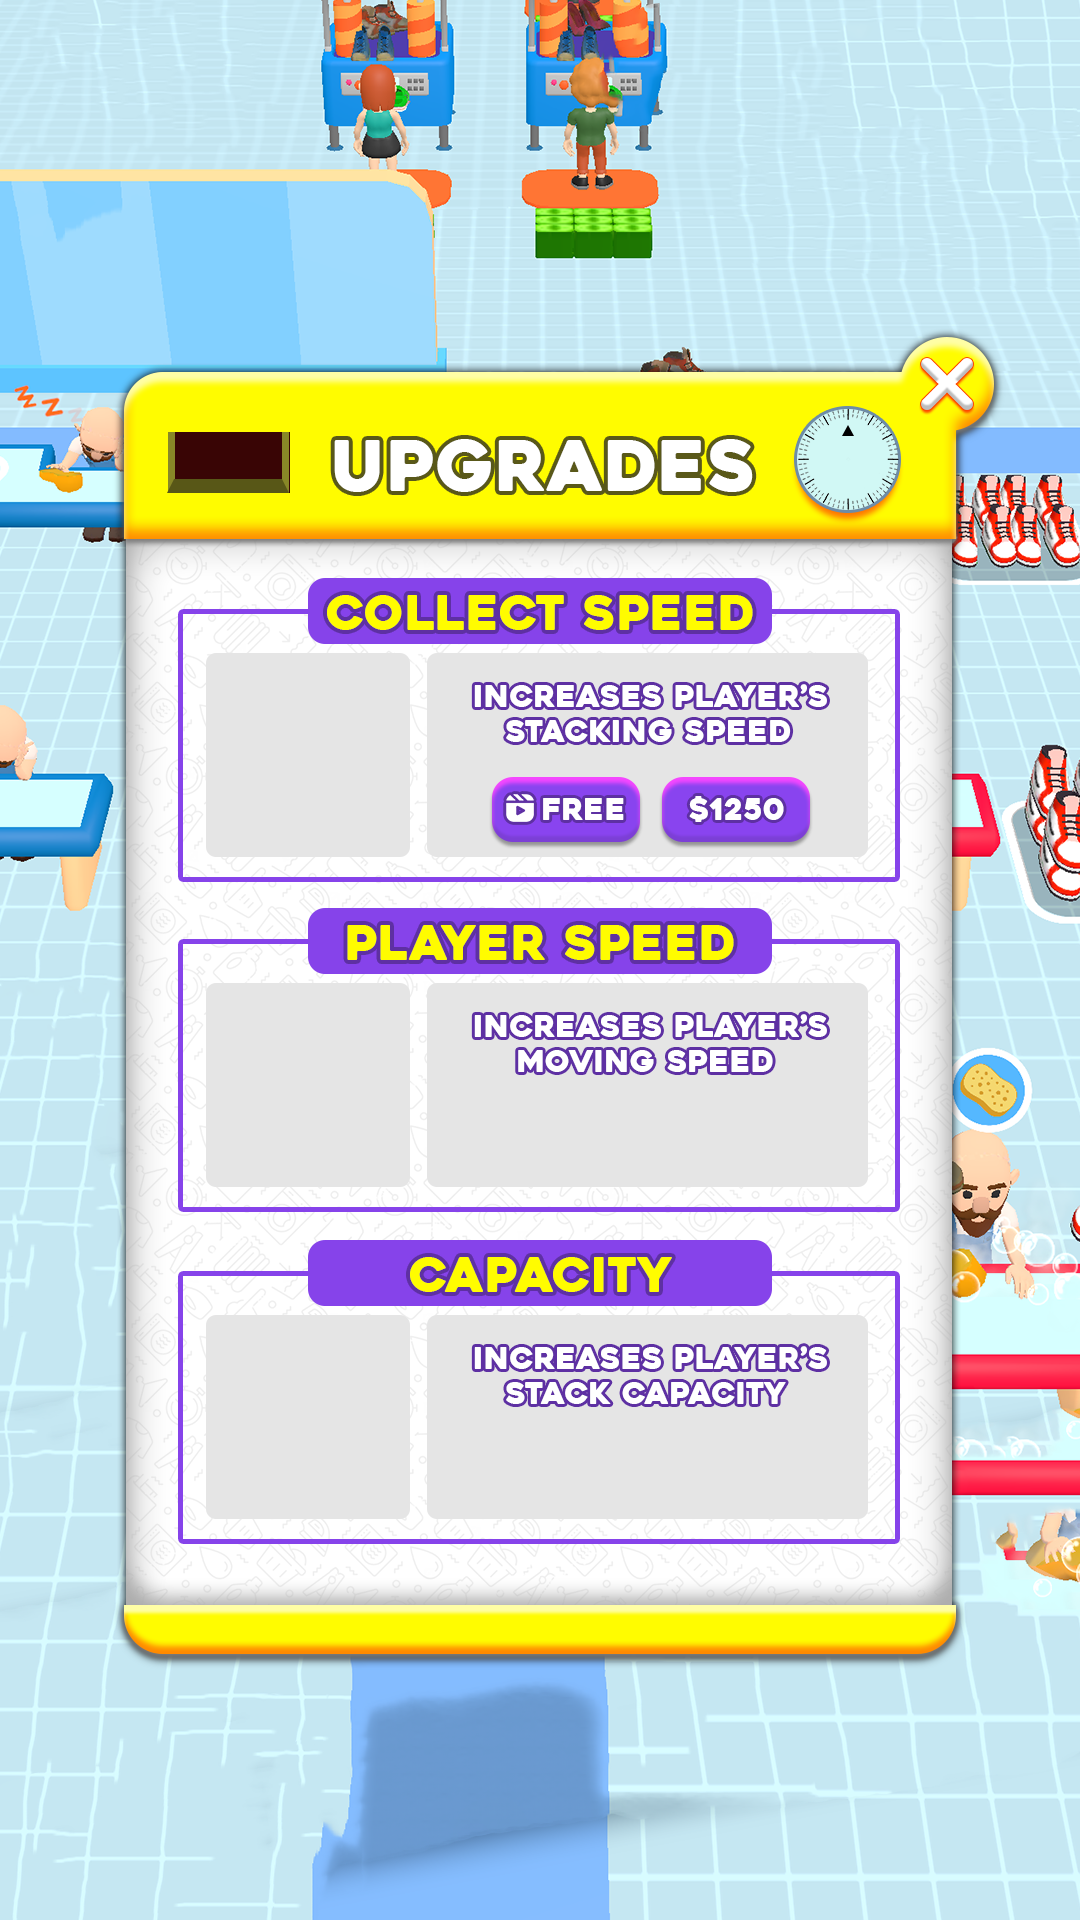 Z Z Z
UPGRADES
COLLECT SPEED
INCREASES PLAYER'S
STACKING SPEED
FREE
$1250
PLAYER SPEED
INCREASES PLAYER'S
MOVING SPEED
CAPACITY
INCREASES PLAYER'S
STACK CAPACITY